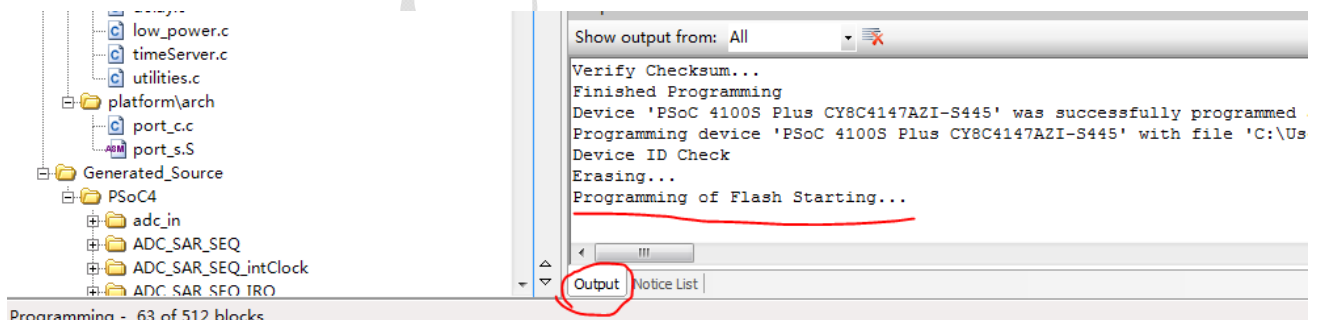 low_power.c
timeServer.c
utilities.c
platform\arch
port_c.c
port_s.S
Generated_Source
PSoC4
adc_in
ADC_SAR_SEQ
ADC_SAR_SEQ_intClock
ADC_SAR_SEQ_IRQ
Show output from: All
Verify Checksum...
Finished Programming
Device 'PSoC 4100S Plus CY8C4147AZI-S445' was successfully programmed
Programming device 'PSoC 4100S Plus CY8C4147AZI-S445' with file 'C:\Us
Device ID Check
Erasing...
Programming of Flash Starting...
Output Notice List
Programming - 63 of 512 blocks